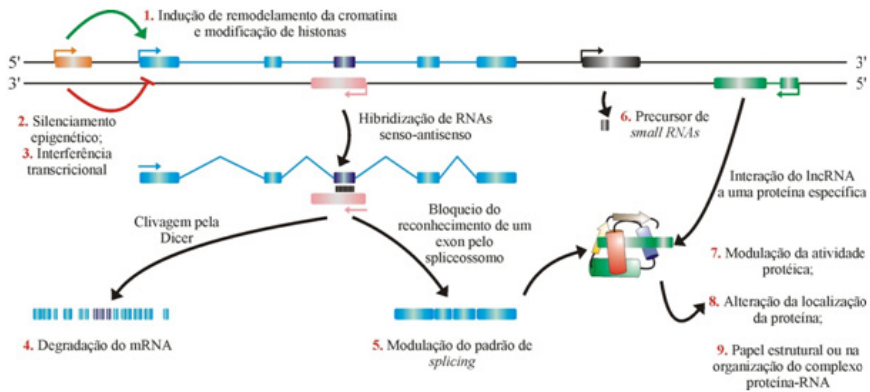 1. Indução de remodelamento da cromatina
e modificação de histonas
5'
3'
3'
5'
2. Silenciamento
epigenético;
3. Interferência
transcricional
Hibridização de RNAs
senso-antisenso
6. Precursor de
small RNAs
Interação do lncRNA
a uma proteína específica
Clivagem pela
Dicer
Bloqueio do
reconhecimento de um
exon pelo
spliceossomo
7. Modulação da atividade
protéica;
8. Alteração da localização
da proteína;
4. Degradação do mRNA
5. Modulação do padrão de
splicing
9. Papel estrutural ou na
organização do complexo
proteína-RNA